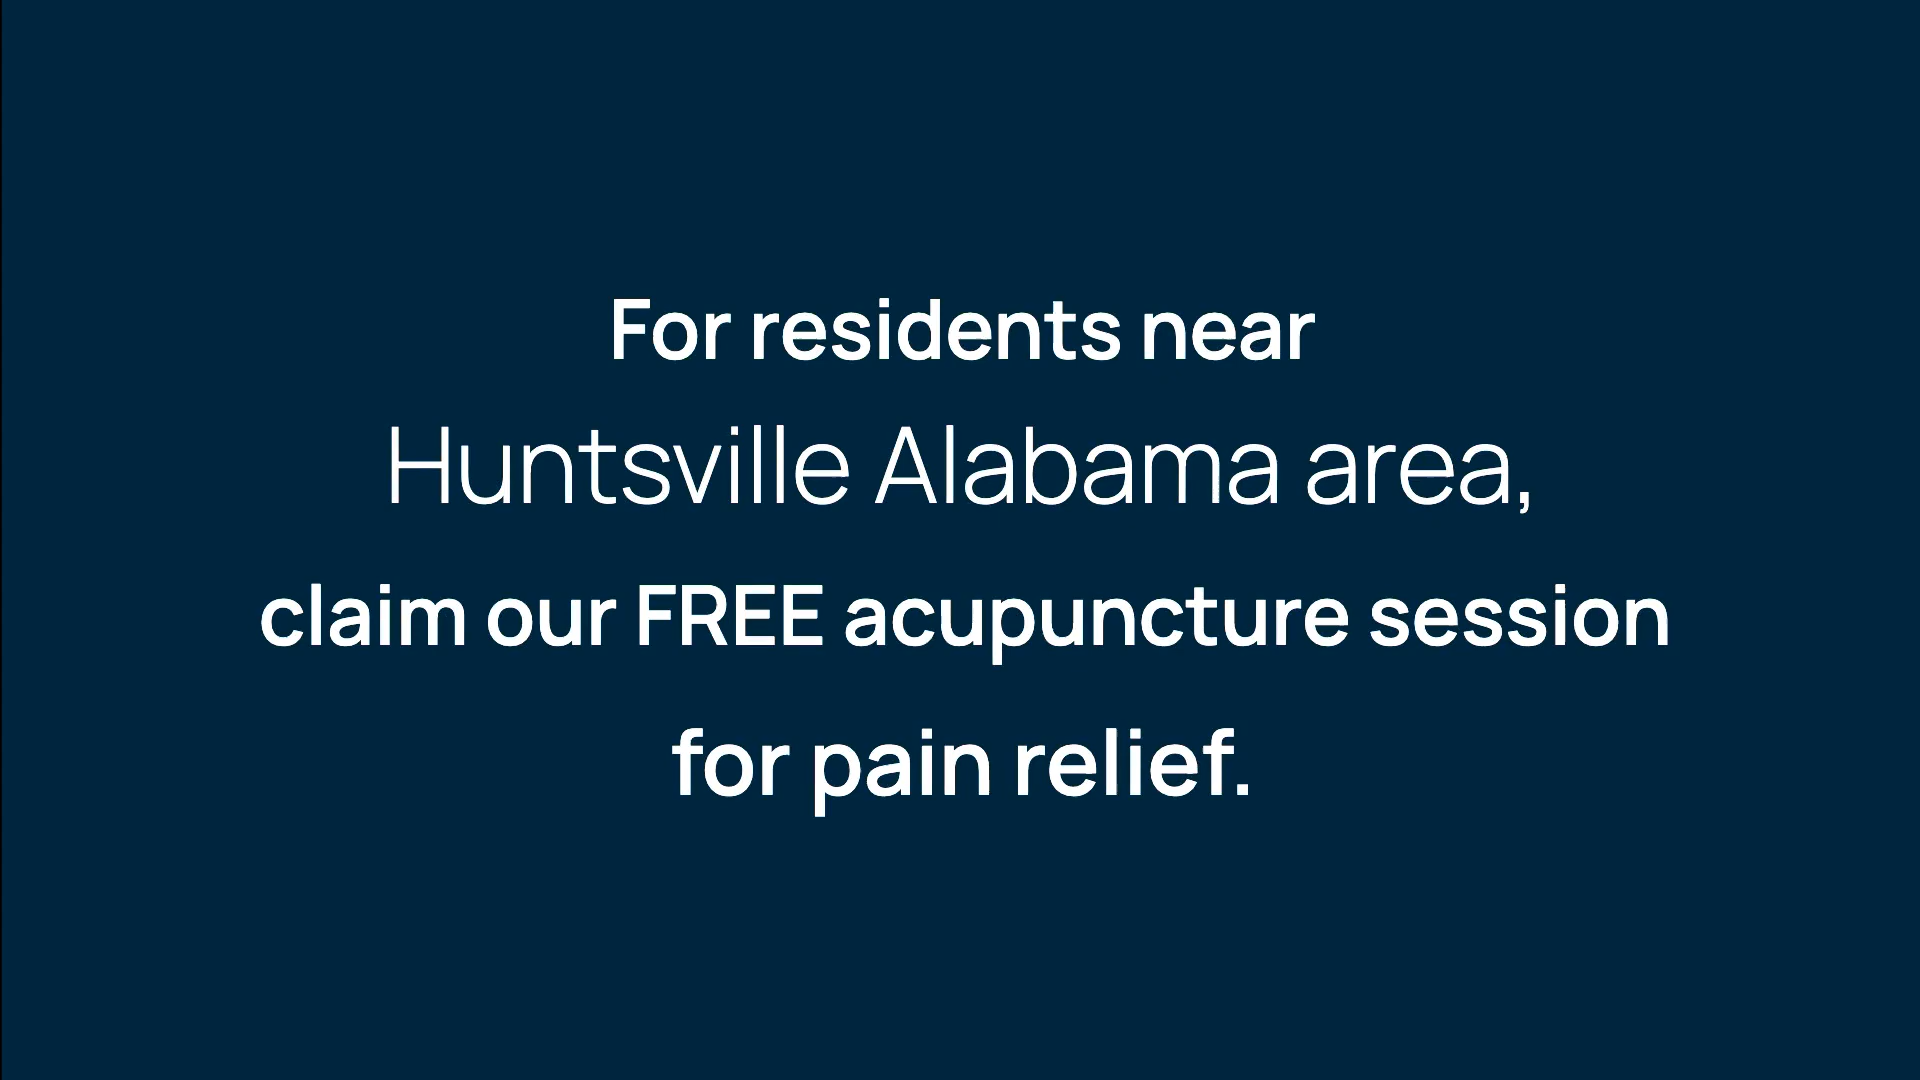 For residents near
Huntsville Alabama area,
claim our FREE acupuncture session
for pain relief.